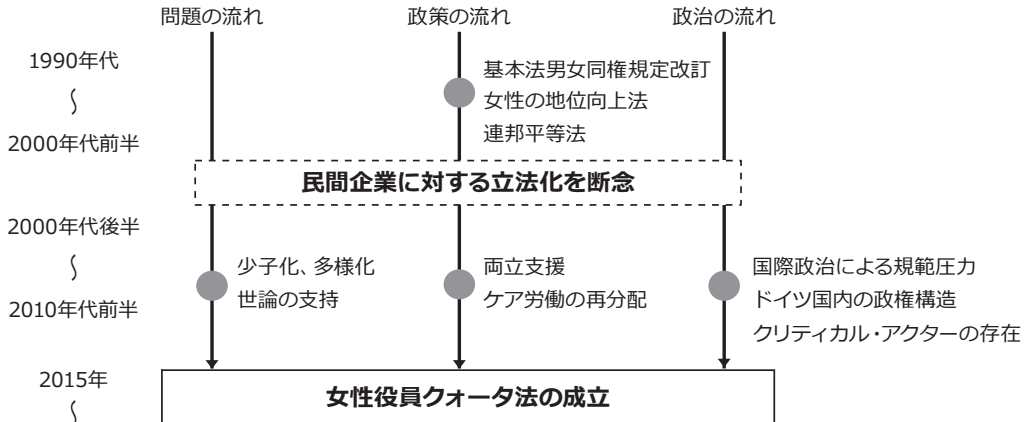 問題の流れ
政策の流れ
政治の流れ
1990年代
～
2000年代前半
基本法男女同権規定改訂
女性の地位向上法
連邦平等法
民間企業に対する立法化を断念
2000年代後半
～
2010年代前半
少子化、多様化
世論の支持
両立支援
ケア労働の再分配
国際政治による規範圧力
ドイツ国内の政権構造
クリティカル・アクターの存在
2015年
～
女性役員クォータ法の成立